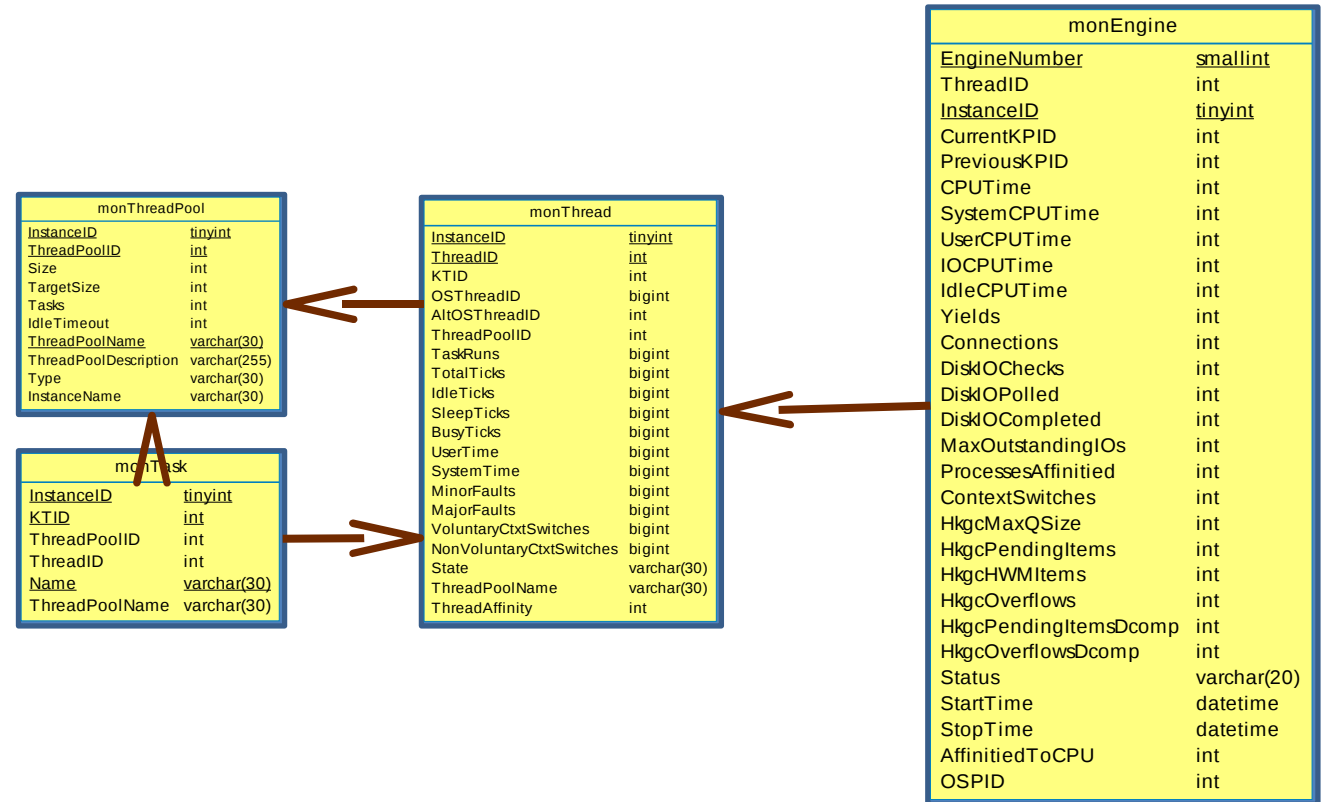 monThreadPool
InstanceID tinyint
ThreadPoolID int
Size int
TargetSize int
Tasks int
IdleTimeout int
ThreadPoolName varchar(30)
ThreadPoolDescription varchar(255)
Type varchar(30)
InstanceName varchar(30)
monTask
InstanceID tinyint
KTID int
ThreadPoolID int
ThreadID int
Name varchar(30)
ThreadPoolName varchar(30)
monThread
InstanceID tinyint
ThreadID int
KTID int
OSThreadID bigint
AltOSThreadID int
ThreadPoolID int
TaskRuns bigint
TotalTicks bigint
IdleTicks bigint
SleepTicks bigint
BusyTicks bigint
UserTime bigint
SystemTime bigint
MinorFaults bigint
MajorFaults bigint
VoluntaryCtxtSwitches bigint
NonVoluntaryCtxtSwitches bigint
State varchar(30)
ThreadPoolName varchar(30)
ThreadAffinity int
monEngine
EngineNumber smallint
ThreadID int
InstanceID tinyint
CurrentKPID int
PreviousKPID int
CPUTime int
SystemCPUTime int
UserCPUTime int
IOCPUTime int
IdleCPUTime int
Yields int
Connections int
DiskIOChecks int
DiskIOPolled int
DiskIOCompleted int
MaxOutstandingIOs int
ProcessesAffinitied int
ContextSwitches int
HkgcMaxQSize int
HkgcPendingItems int
HkgcHWMItems int
HkgcOverflows int
HkgcPendingItemsDcomp int
HkgcOverflowsDcomp int
Status varchar(20)
StartTime datetime
StopTime datetime
AffinitiedToCPU int
OSPID int